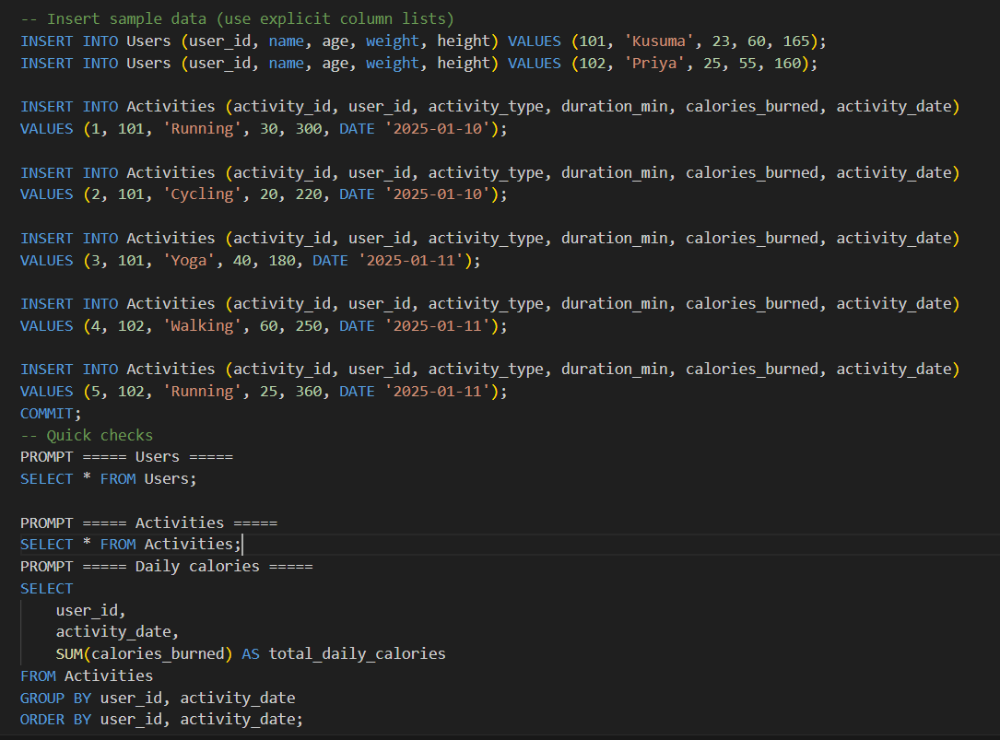 -- Insert sample data (use explicit column lists)
INSERT INTO Users (user_id, name, age, weight, height) VALUES (101, 'Kusuma', 23, 60, 165);
INSERT INTO Users (user_id, name, age, weight, height) VALUES (102, 'Priya', 25, 55, 160);
INSERT INTO Activities (activity_id, user_id, activity_type, duration_min, calories_burned, activity_date)
VALUES (1, 101, 'Running', 30, 300, DATE '2025-01-10');
INSERT INTO Activities (activity_id, user_id, activity_type, duration_min, calories_burned, activity_date)
VALUES (2, 101, 'Cycling', 20, 220, DATE '2025-01-10');
INSERT INTO Activities (activity_id, user_id, activity_type, duration_min, calories_burned, activity_date)
VALUES (3, 101, 'Yoga', 40, 180, DATE '2025-01-11');
INSERT INTO Activities (activity_id, user_id, activity_type, duration_min, calories_burned, activity_date)
VALUES (4, 102, 'Walking', 60, 250, DATE '2025-01-11');
INSERT INTO Activities (activity_id, user_id, activity_type, duration_min, calories_burned, activity_date)
VALUES (5, 102, 'Running', 25, 360, DATE '2025-01-11');
COMMIT;
-- Quick checks
PROMPT ===== Users =====
SELECT * FROM Users;
PROMPT ===== Activities =====
SELECT * FROM Activities;
PROMPT ===== Daily calories =====
SELECT
    user_id,
    activity_date,
    SUM(calories_burned) AS total_daily_calories
FROM Activities
GROUP BY user_id, activity_date
ORDER BY user_id, activity_date;